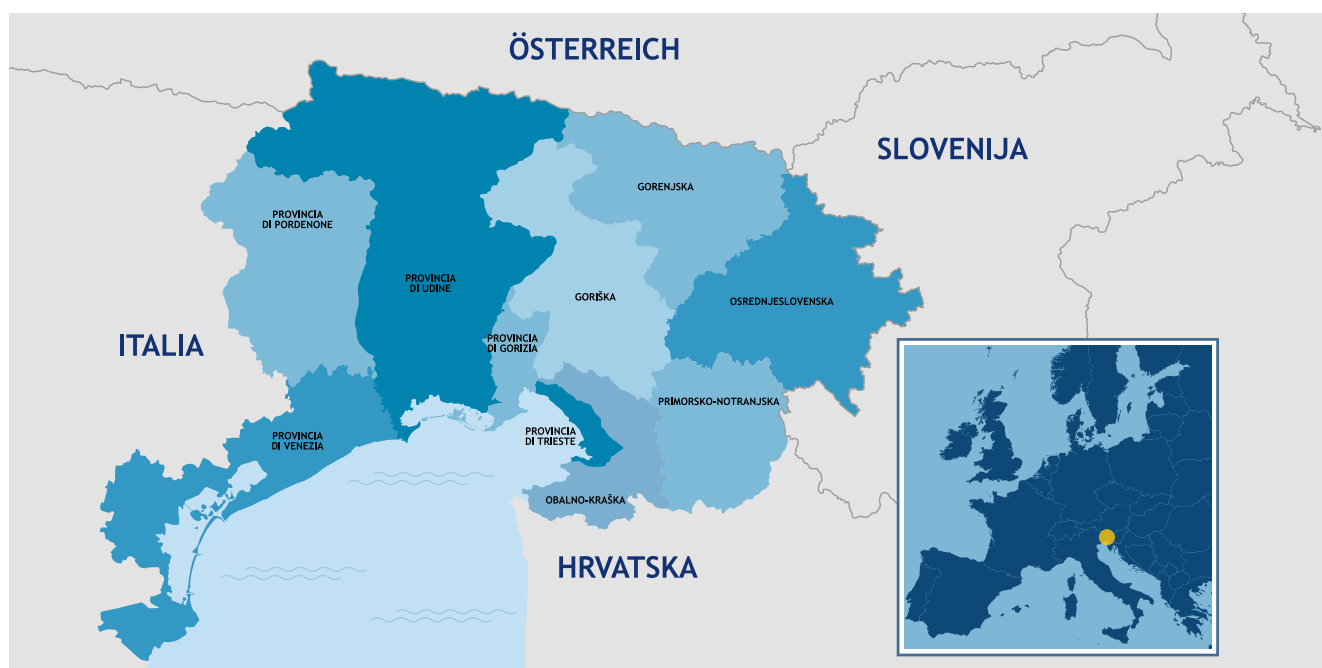 ÖSTERREICH
SLOVENIJA
GORENJSKA
PROVINCIA
DI PORDENONE
PROVINCIA
DI UDINE
GORIŠKA
OSREDNJESLOVENSKA
ITALIA
PROVINCIA
DI GORIZIA
PRIMORSKO-NOTRANJSKA
PROVINCIA
DI VENEZIA
PROVINCIA
DI TRIESTE
OBALNO-KRAŠKA
HRVATSKA